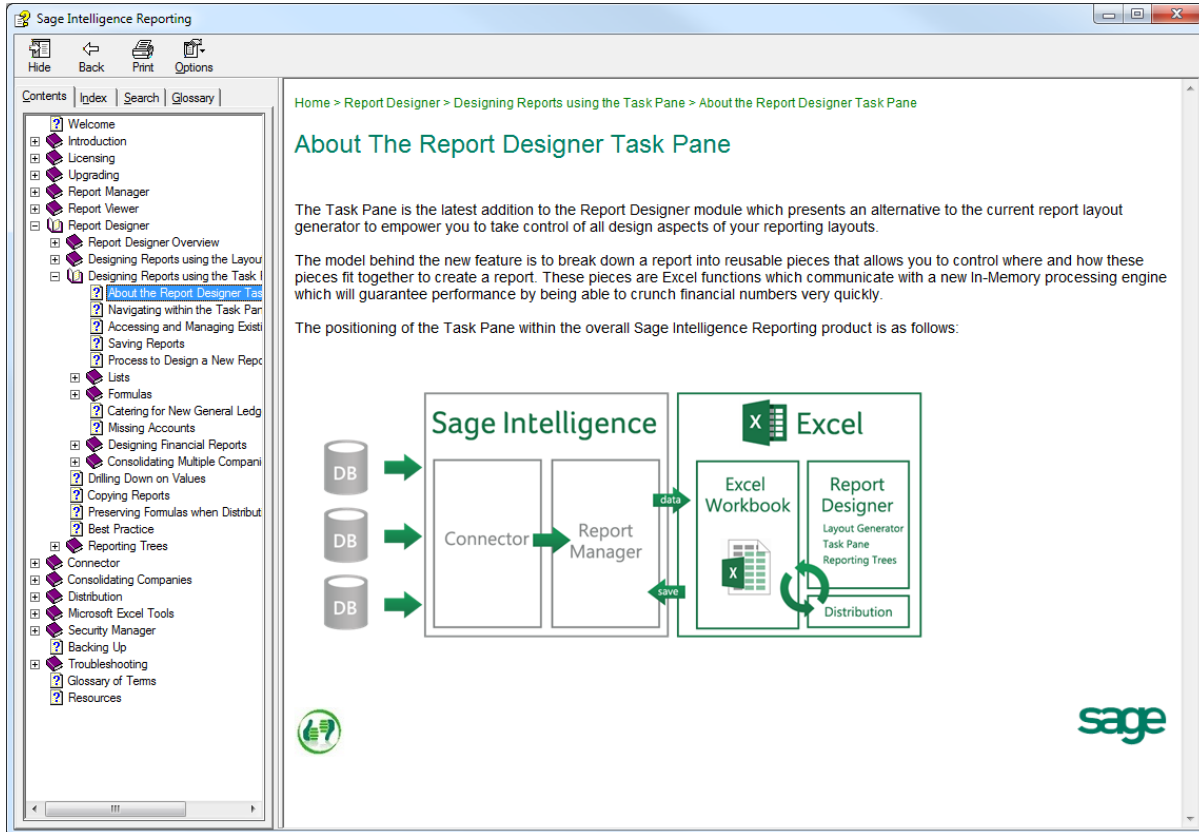 Sage Intelligence Reporting
Hide Back Print Options
Contents Index Search Glossary
Welcome
Introduction
Licensing
Upgrading
Report Manager
Report Viewer
Report Designer
Report Designer Overview
Designing Reports using the Layou
Designing Reports using the Task
About the Report Designer Tas
Navigating within the Task Pan
Accessing and Managing Existi
Saving Reports
Process to Design a New Repo
Lists
Formulas
Catering for New General Ledg
Missing Accounts
Designing Financial Reports
Consolidating Multiple Compani
Drilling Down on Values
Copying Reports
Preserving Formulas when Distribut
Best Practice
Reporting Trees
Connector
Consolidating Companies
Distribution
Microsoft Excel Tools
Security Manager
Backing Up
Troubleshooting
Glossary of Terms
Resources
Home > Report Designer > Designing Reports using the Task Pane > About the Report Designer Task Pane
About The Report Designer Task Pane
The Task Pane is the latest addition to the Report Designer module which presents an alternative to the current report layout
generator to empower you to take control of all design aspects of your reporting layouts.
The model behind the new feature is to break down a report into reusable pieces that allows you to control where and how these
pieces fit together to create a report. These pieces are Excel functions which communicate with a new In-Memory processing engine
which will guarantee performance by being able to crunch financial numbers very quickly.
The positioning of the Task Pane within the overall Sage Intelligence Reporting product is as follows:
DB
DB
DB
Sage Intelligence
Connector
Report
Manager
data
save
X Excel
Excel
Workbook
X
Report
Designer
Layout Generator
Task Pane
Reporting Trees
Distribution
sage